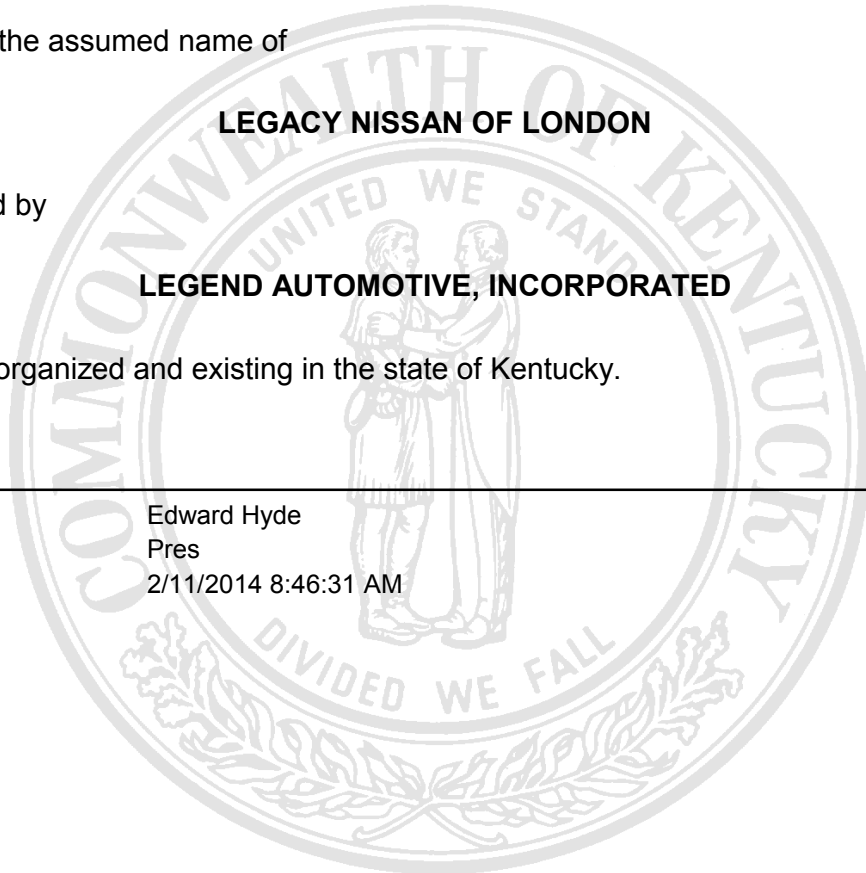 the assumed name of
LEGACY NISSAN OF LONDON
d by
LEGEND AUTOMOTIVE, INCORPORATED
organized and existing in the state of Kentucky.
Edward Hyde
Pres
2/11/2014 8:46:31 AM
COMMONWEALTH OF KENTUCKY
UNITED WE STAND
DIVIDED WE FALL